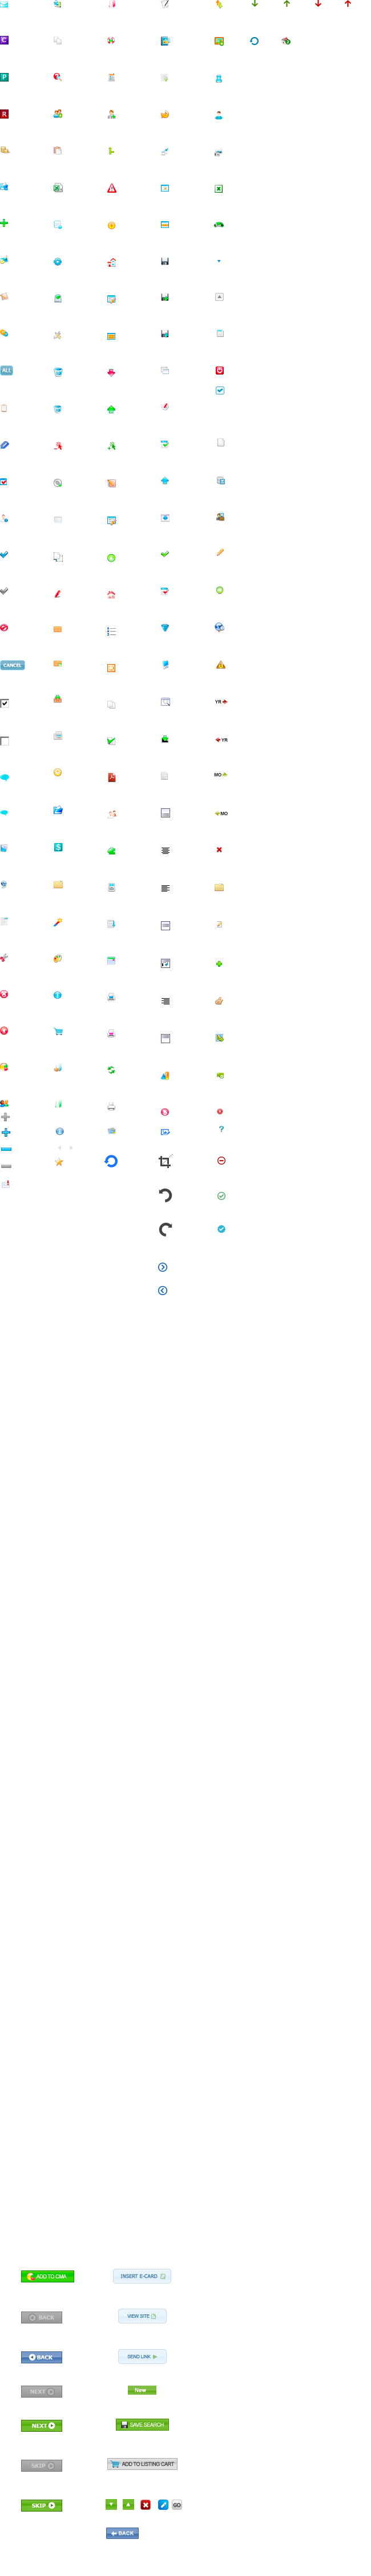 C
P
R
ALL
CANCEL
YR
YR
MO
MO
$
?
ADD TO CMA
INSERT E-CARD
BACK
VIEW SITE
BACK
SEND LINK
NEXT
New
NEXT
SAVE SEARCH
SKIP
ADD TO LISTING CART
SKIP
GO
BACK